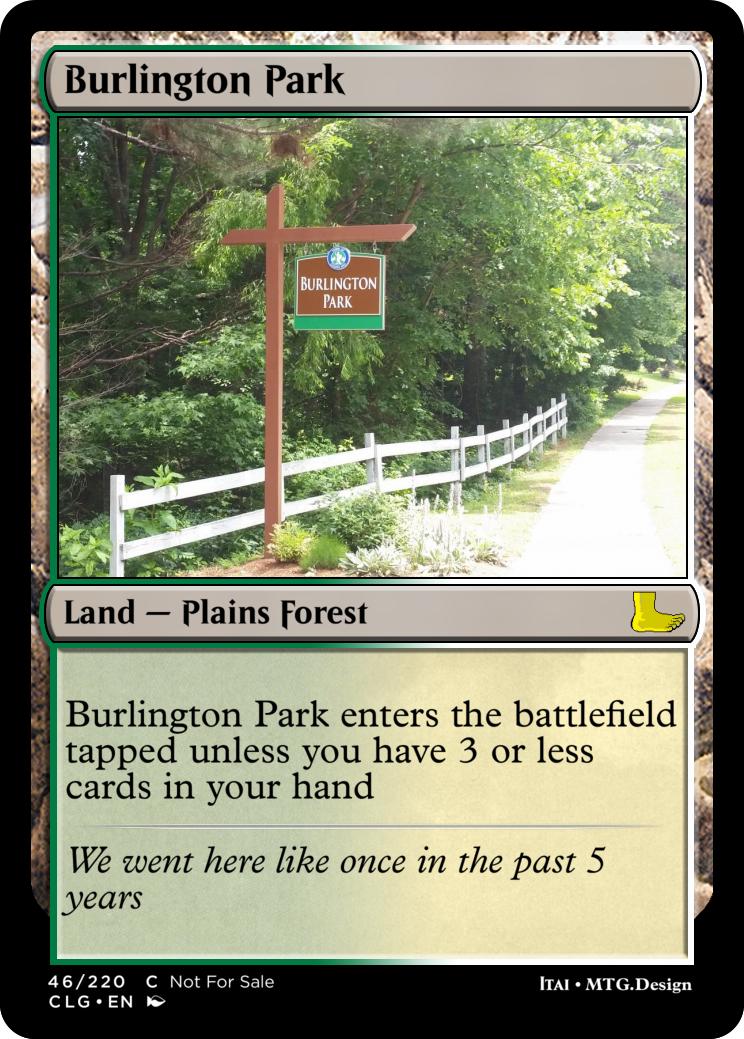 Burlington Park
BURLINGTON
PARK
Land — Plains Forest
Burlington Park enters the battlefield
tapped unless you have 3 or less
cards in your hand
We went here like once in the past 5
years
46/220 C Not For Sale
CLG • EN
Itai • MTG.Design